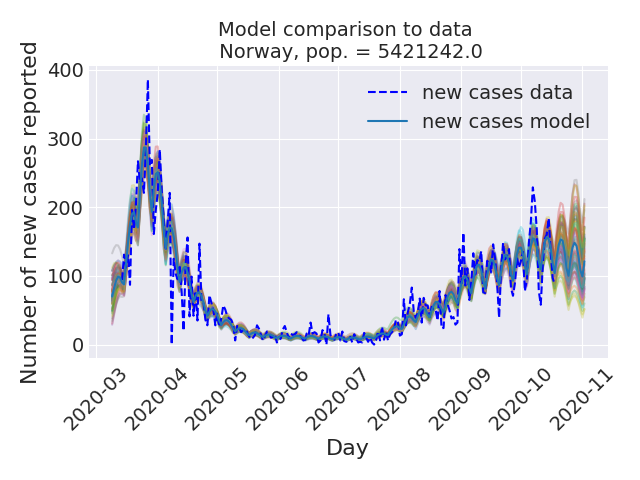 Model comparison to data
Norway, pop. = 5421242.0
new cases data
new cases model
Number of new cases reported
400
300
200
100
0
2020-03
2020-04
2020-05
2020-06
2020-07
2020-08
2020-09
2020-10
2020-11
Day